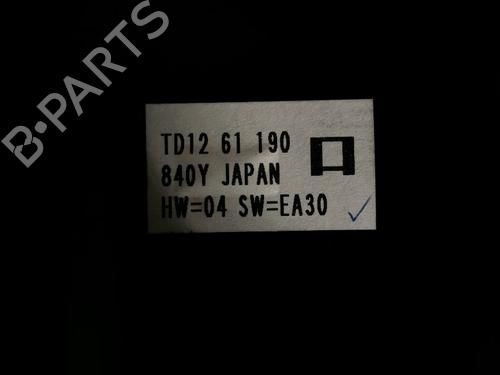 B-PARTS
TD12 61 190
840Y JAPAN
HW=04 SW=EA30